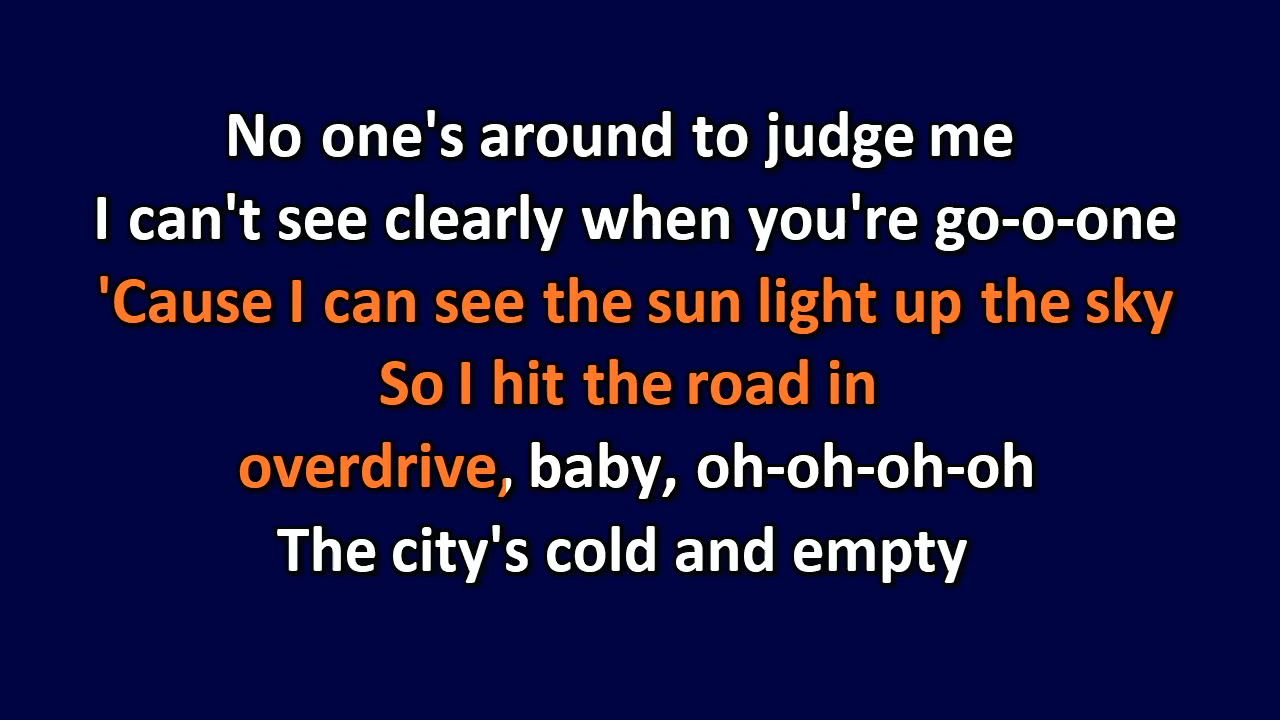 No one's around to judge me
I can't see clearly when you're go-o-one
'Cause I can see the sun light up the sky
So I hit the road in
overdrive, baby, oh-oh-oh-oh
The city's cold and empty